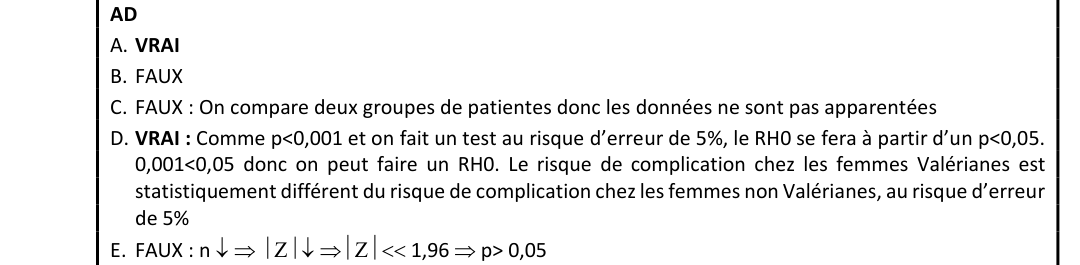 AD
A. VRAI
B. FAUX
C. FAUX : On compare deux groupes de patientes donc les données ne sont pas apparentées
D. VRAI : Comme p<0,001 et on fait un test au risque d’erreur de 5%, le RH0 se fera à partir d’un p<0,05.
0,001<0,05 donc on peut faire un RH0. Le risque de complication chez les femmes Valérianes est
statistiquement différent du risque de complication chez les femmes non Valérianes, au risque d’erreur
de 5%
E. FAUX : n ↓ ⇒ |Z| ↓ ⇒ |Z| << 1,96 ⇒ p> 0,05